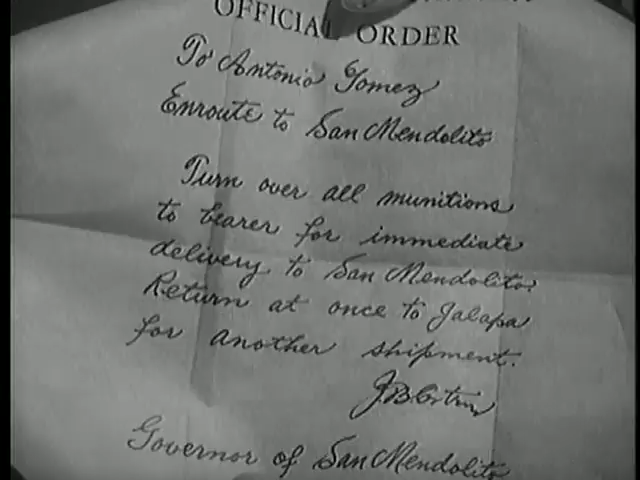 OFFICIAL ORDER
To Antonio Gomez
Enroute to San Mendolito
Turn over all munitions
to bearer for immediate
delivery to San Mendolito.
Return at once to Jalapa
for another shipment.
Governor of San Mendolito